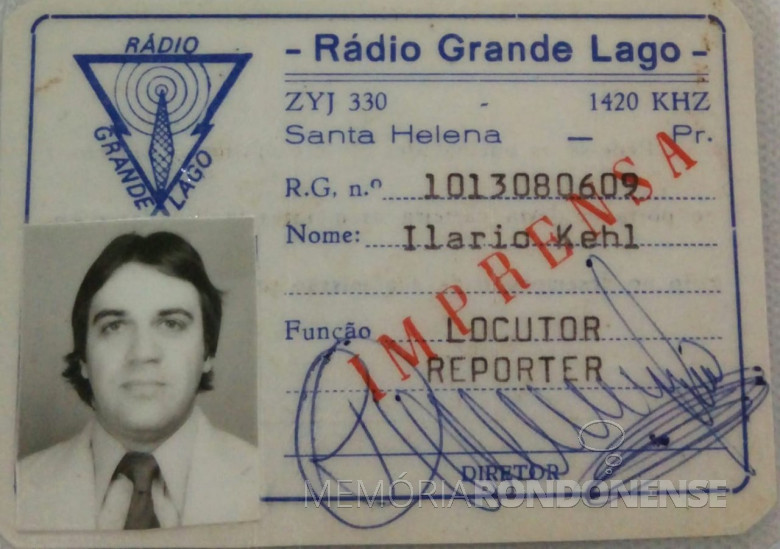 RÁDIO
GRANDE LAGO
- Rádio Grande Lago -
ZYJ 330 - 1420 KHZ
Santa Helena — Pr.
R.G. n.º 1013080609
Nome: Ilario Kehl
Função LOCUTOR
REPORTER
IMPRENSA
DIRETOR
MEMÓRIARONDONENSE